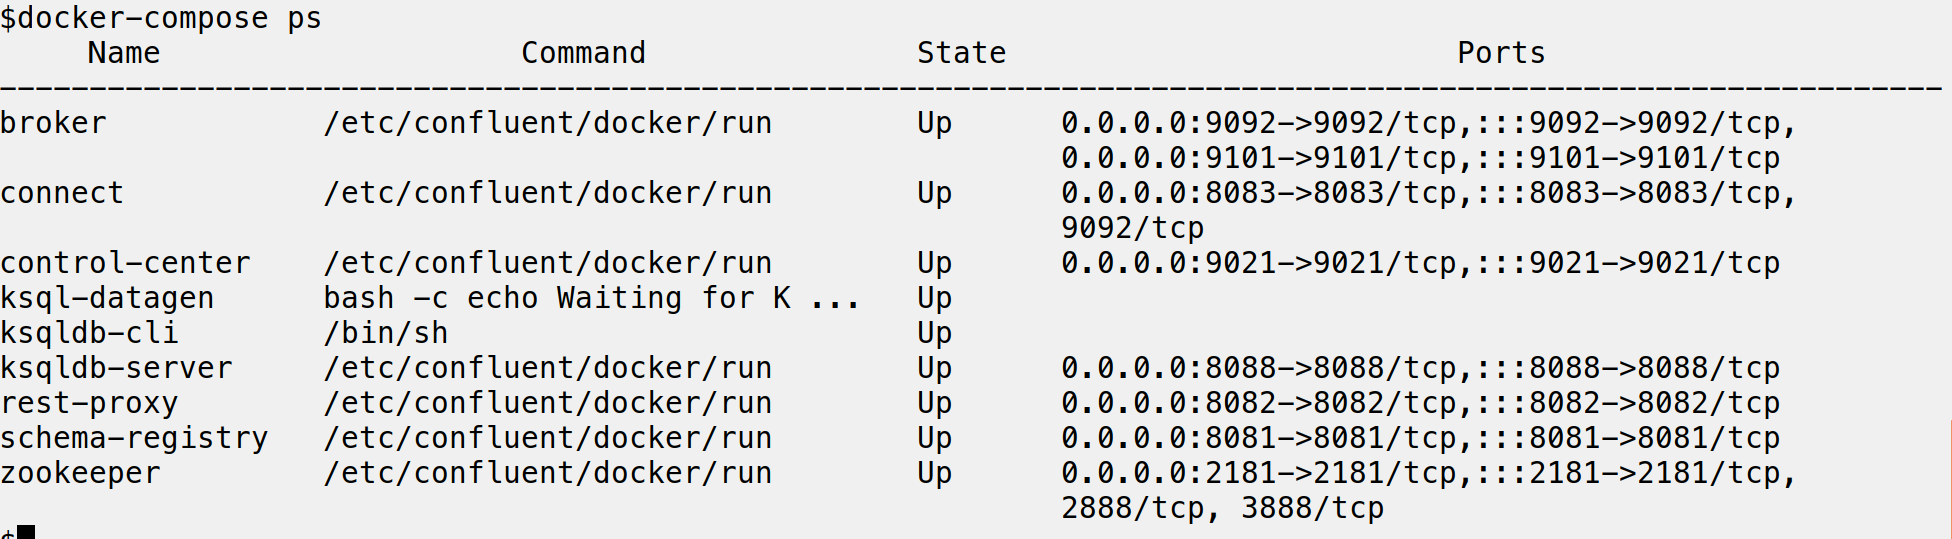 $docker-compose ps
Name Command State Ports
--------------------------------------------------------------------------------------------------------------
broker /etc/confluent/docker/run Up 0.0.0.0:9092->9092/tcp,:::9092->9092/tcp,
0.0.0.0:9101->9101/tcp,:::9101->9101/tcp
connect /etc/confluent/docker/run Up 0.0.0.0:8083->8083/tcp,:::8083->8083/tcp,
9092/tcp
control-center /etc/confluent/docker/run Up 0.0.0.0:9021->9021/tcp,:::9021->9021/tcp
ksql-datagen bash -c echo Waiting for K ... Up
ksqldb-cli /bin/sh Up
ksqldb-server /etc/confluent/docker/run Up 0.0.0.0:8088->8088/tcp,:::8088->8088/tcp
rest-proxy /etc/confluent/docker/run Up 0.0.0.0:8082->8082/tcp,:::8082->8082/tcp
schema-registry /etc/confluent/docker/run Up 0.0.0.0:8081->8081/tcp,:::8081->8081/tcp
zookeeper /etc/confluent/docker/run Up 0.0.0.0:2181->2181/tcp,:::2181->2181/tcp,
2888/tcp, 3888/tcp
$